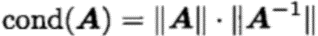 cond(A) = ‖A‖ · ‖A⁻¹‖